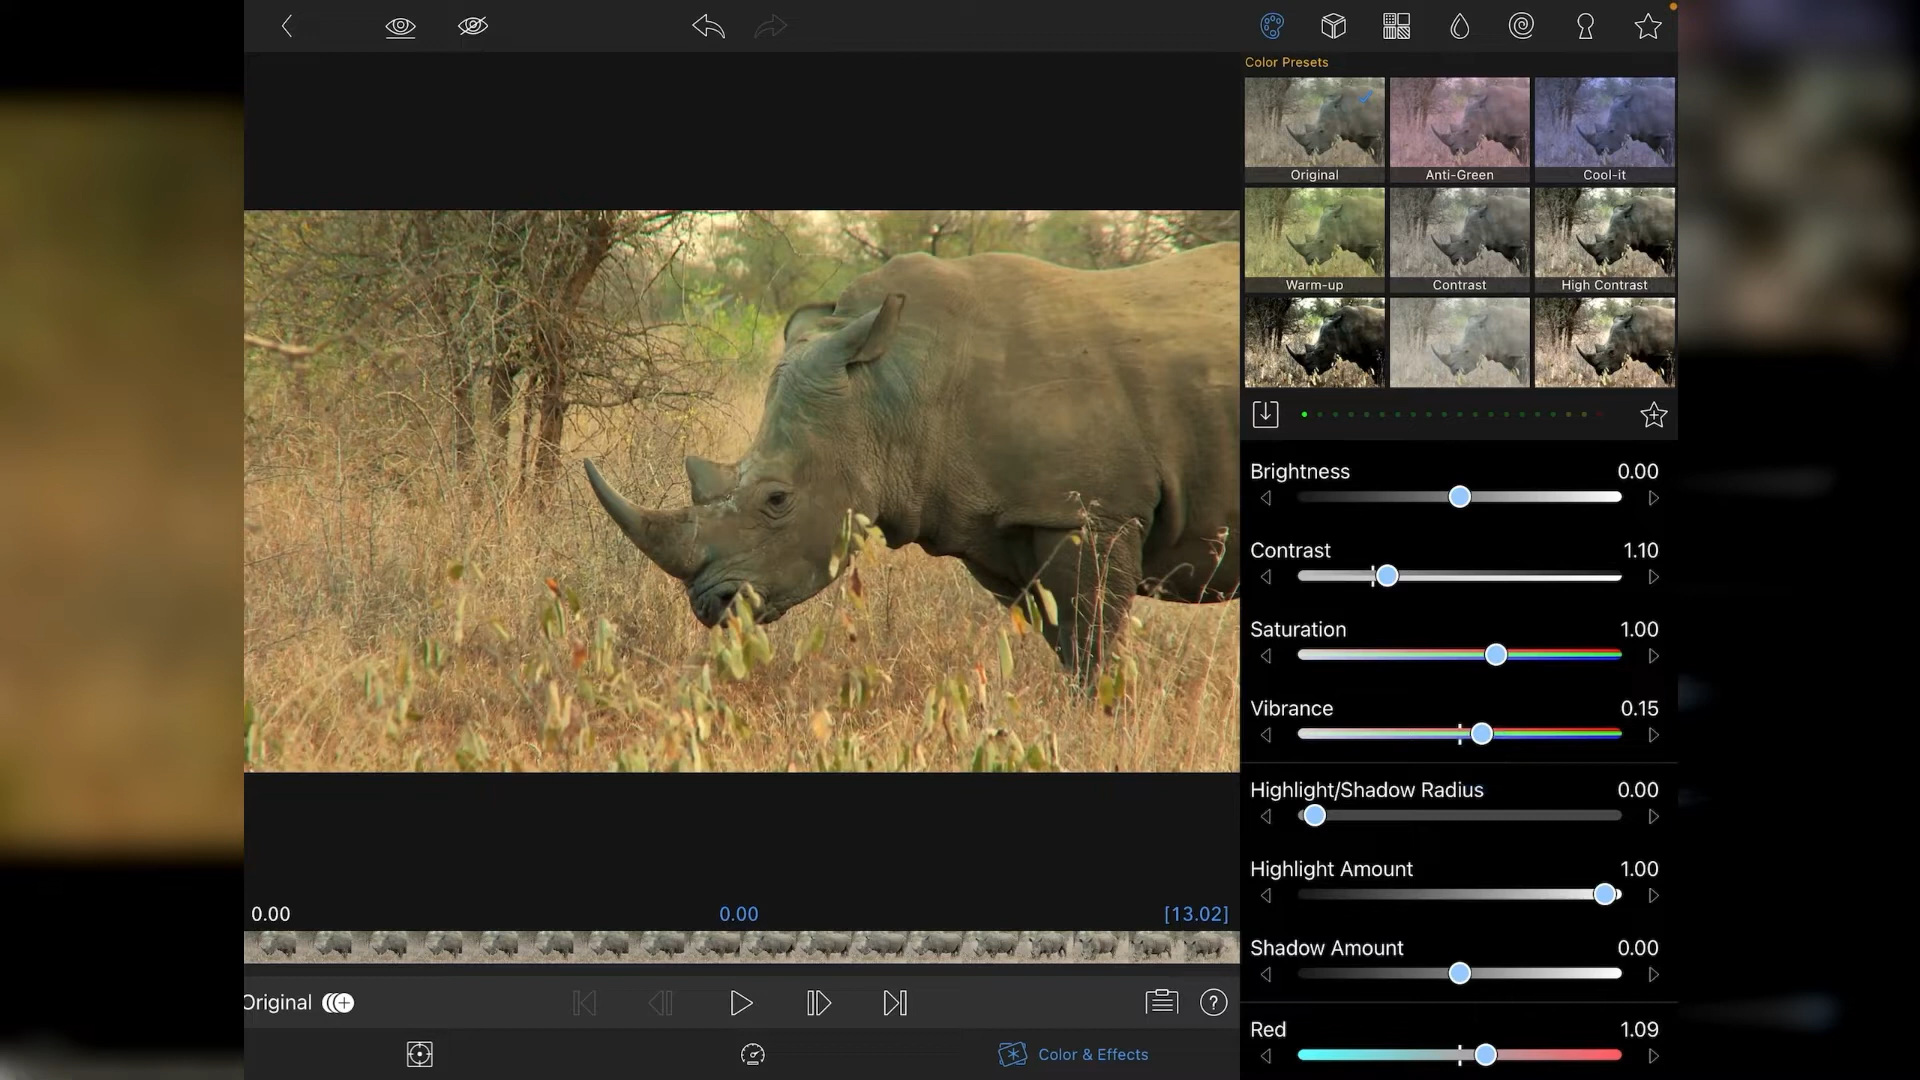 Color Presets
Original
Anti-Green
Cool-it
Warm-up
Contrast
High Contrast
Brightness 0.00
Contrast 1.10
Saturation 1.00
Vibrance 0.15
Highlight/Shadow Radius 0.00
Highlight Amount 1.00
Shadow Amount 0.00
Red 1.09
0.00 0.00 [13.02]
Original
Color & Effects